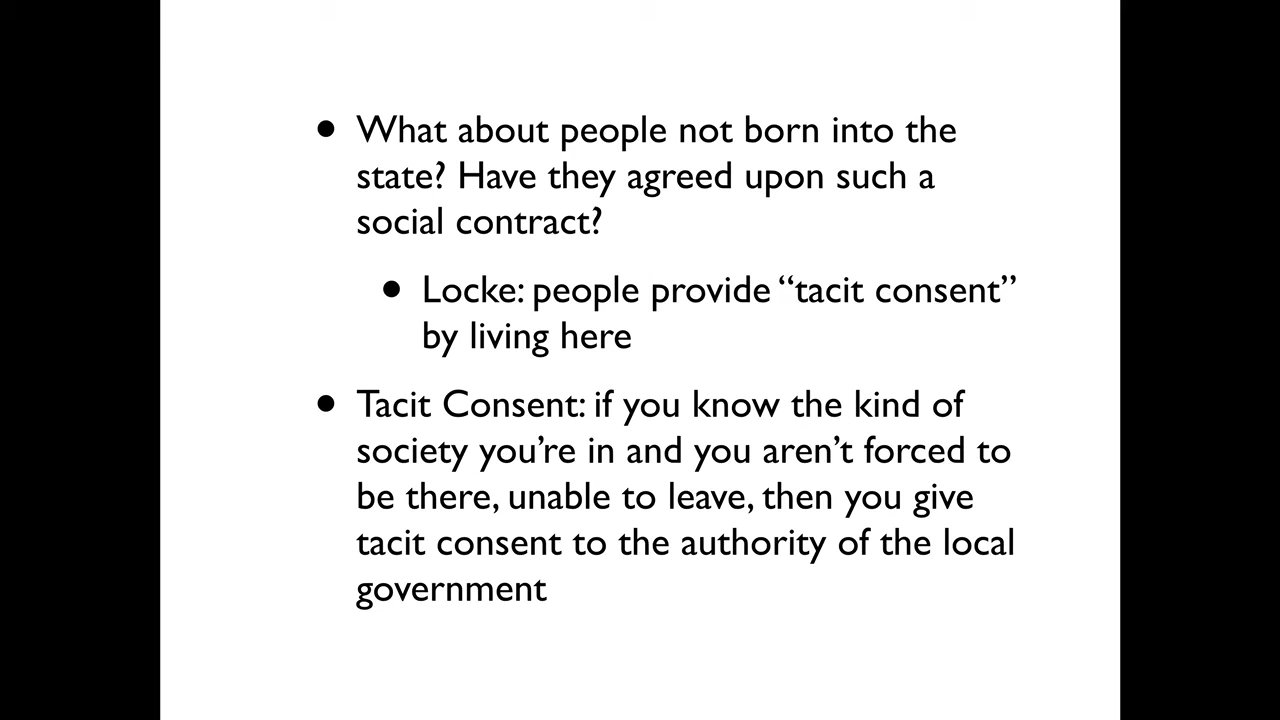 • What about people not born into the
state? Have they agreed upon such a
social contract?
• Locke: people provide “tacit consent”
by living here
• Tacit Consent: if you know the kind of
society you’re in and you aren’t forced to
be there, unable to leave, then you give
tacit consent to the authority of the local
government